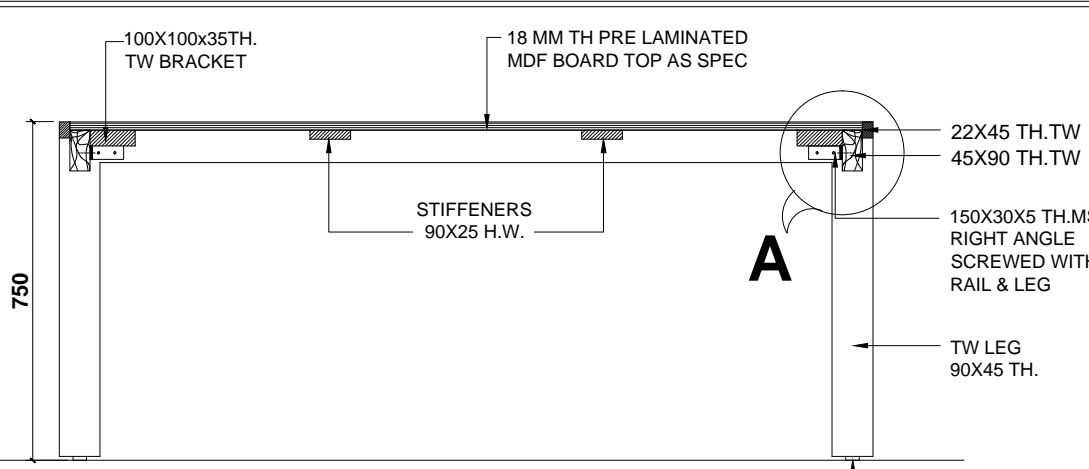 100X100x35TH.
TW BRACKET
18 MM TH PRE LAMINATED
MDF BOARD TOP AS SPEC
22X45 TH.TW
45X90 TH.TW
STIFFENERS
90X25 H.W.
150X30X5 TH.MS
RIGHT ANGLE
SCREWED WITH
RAIL & LEG
A
750
TW LEG
90X45 TH.